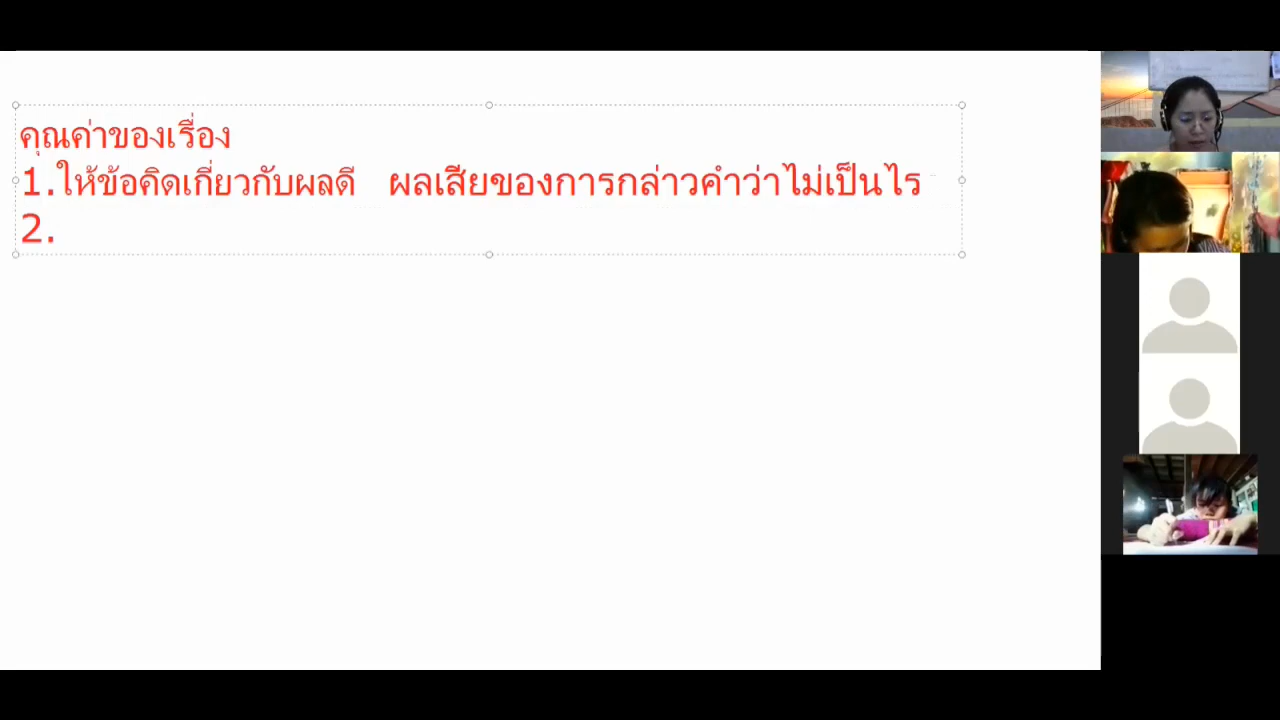 คุณค่าของเรื่อง
1.ให้ข้อคิดเกี่ยวกับผลดี ผลเสียของการกล่าวคำว่าไม่เป็นไร
2.